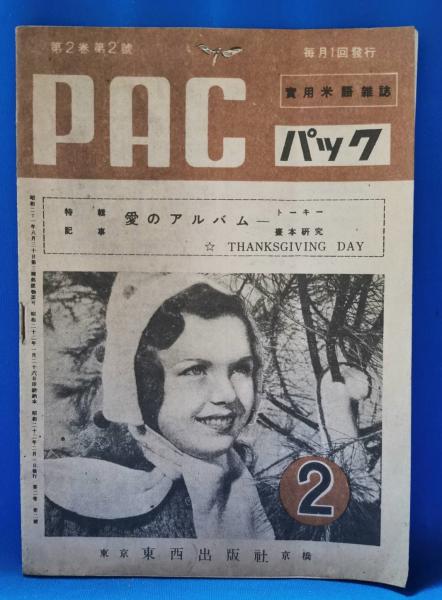 第2巻第2號
毎月1回發行
PAC
實用米語雜誌
パック
特輯記事
愛のアルバム—
トーキー臺本硏究
☆ THANKSGIVING DAY
2
東京 東西出版社 京橋